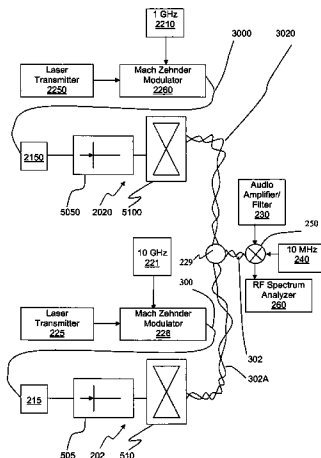 1 GHz
2210
3000
3020
Laser
Transmitter
2250
Mach Zehnder
Modulator
2260
2150
5050
2020
5100
Audio
Amplifier/
Filter
230
250
10 GHz
221
229
10 MHz
240
300
RF Spectrum
Analyzer
260
Laser
Transmitter
225
Mach Zehnder
Modulator
226
302
302A
215
505
202
510